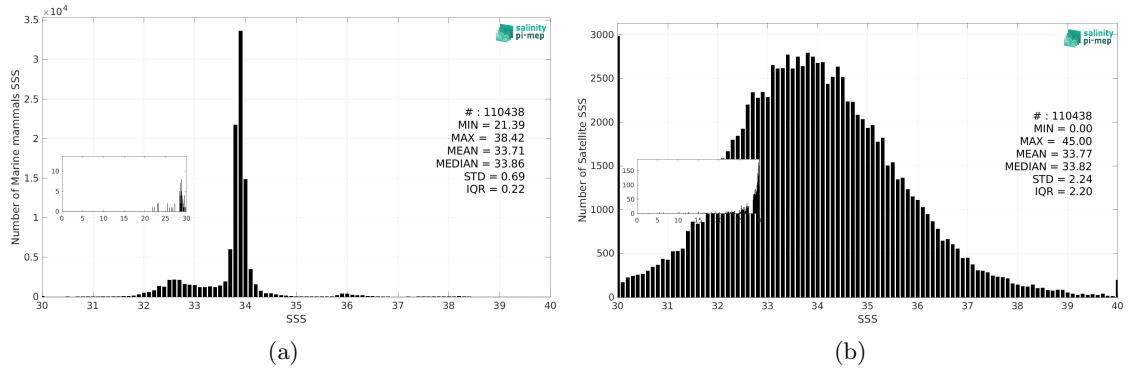 ×10⁴
3.5
3
2.5
2
1.5
1
0.5
0
30 31 32 33 34 35 36 37 38 39 40
SSS
Number of Marine mammals SSS
salinity
pi-mep
# : 110438
MIN = 21.39
MAX = 38.42
MEAN = 33.71
MEDIAN = 33.86
STD = 0.69
IQR = 0.22
10
5
0
0 5 10 15 20 25 30
(a)
3000
2500
2000
1500
1000
500
0
30 31 32 33 34 35 36 37 38 39 40
SSS
Number of Satellite SSS
salinity
pi-mep
# : 110438
MIN = 0.00
MAX = 45.00
MEAN = 33.77
MEDIAN = 33.82
STD = 2.24
IQR = 2.20
150
100
50
0
0 5 10 15 20
(b)